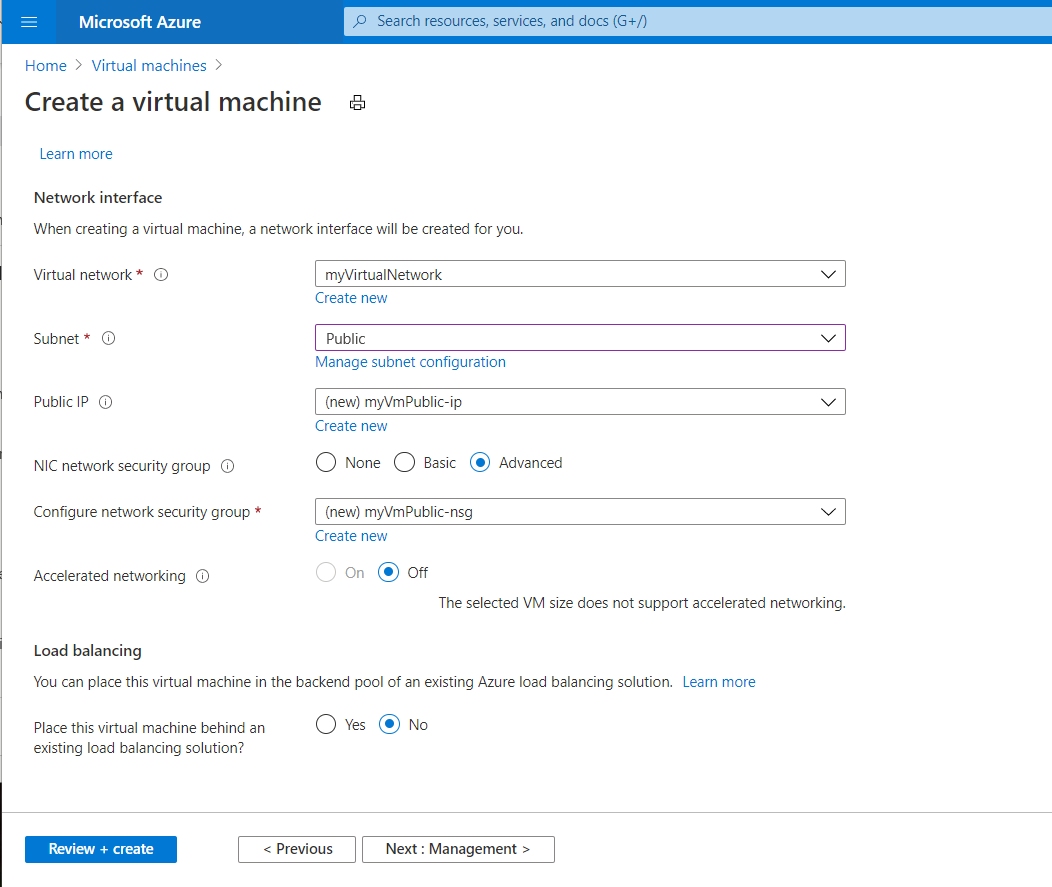 Microsoft Azure
Search resources, services, and docs (G+/)
Home > Virtual machines >
Create a virtual machine
Learn more
Network interface
When creating a virtual machine, a network interface will be created for you.
Virtual network *
myVirtualNetwork
Create new
Subnet *
Public
Manage subnet configuration
Public IP
(new) myVmPublic-ip
Create new
NIC network security group
None Basic Advanced
Configure network security group *
(new) myVmPublic-nsg
Create new
Accelerated networking
On Off
The selected VM size does not support accelerated networking.
Load balancing
You can place this virtual machine in the backend pool of an existing Azure load balancing solution. Learn more
Place this virtual machine behind an
existing load balancing solution?
Yes No
Review + create
< Previous
Next : Management >